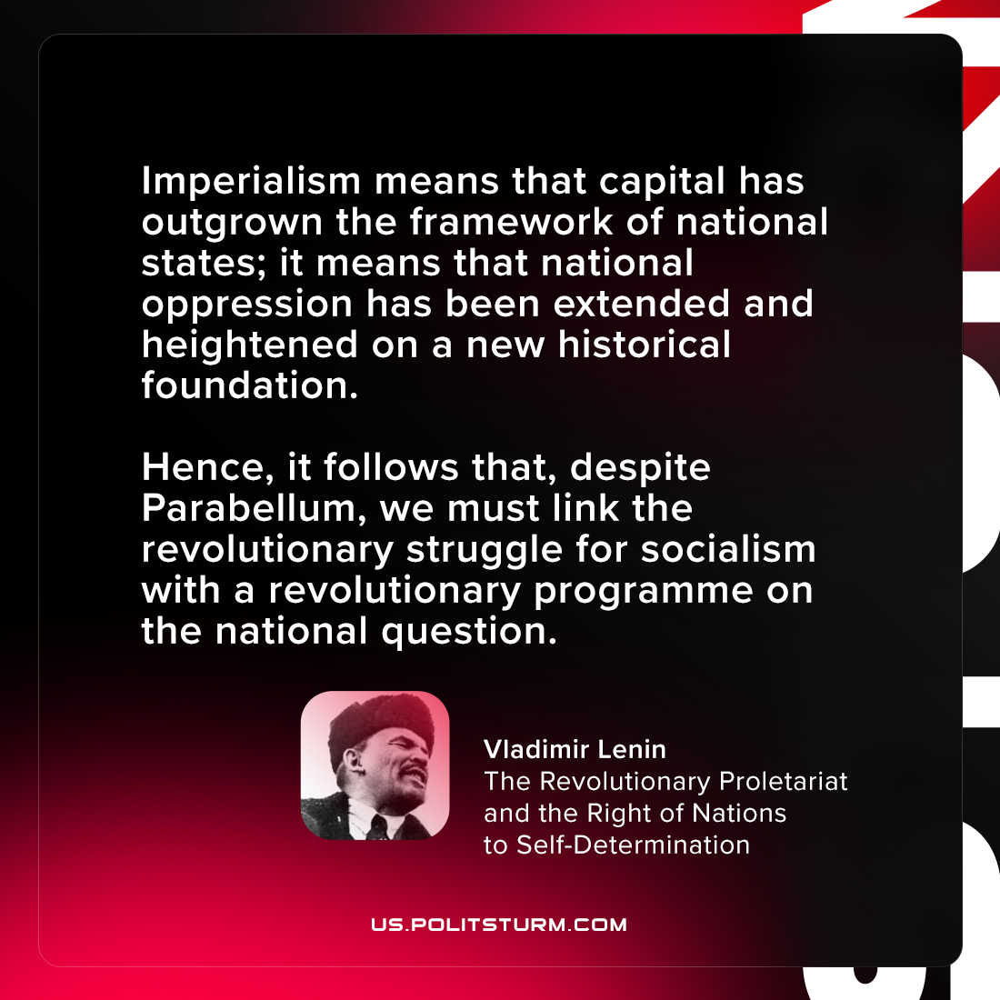 Imperialism means that capital has
outgrown the framework of national
states; it means that national
oppression has been extended and
heightened on a new historical
foundation.
Hence, it follows that, despite
Parabellum, we must link the
revolutionary struggle for socialism
with a revolutionary programme on
the national question.
Vladimir Lenin
The Revolutionary Proletariat
and the Right of Nations
to Self-Determination
US.POLITSTURM.COM